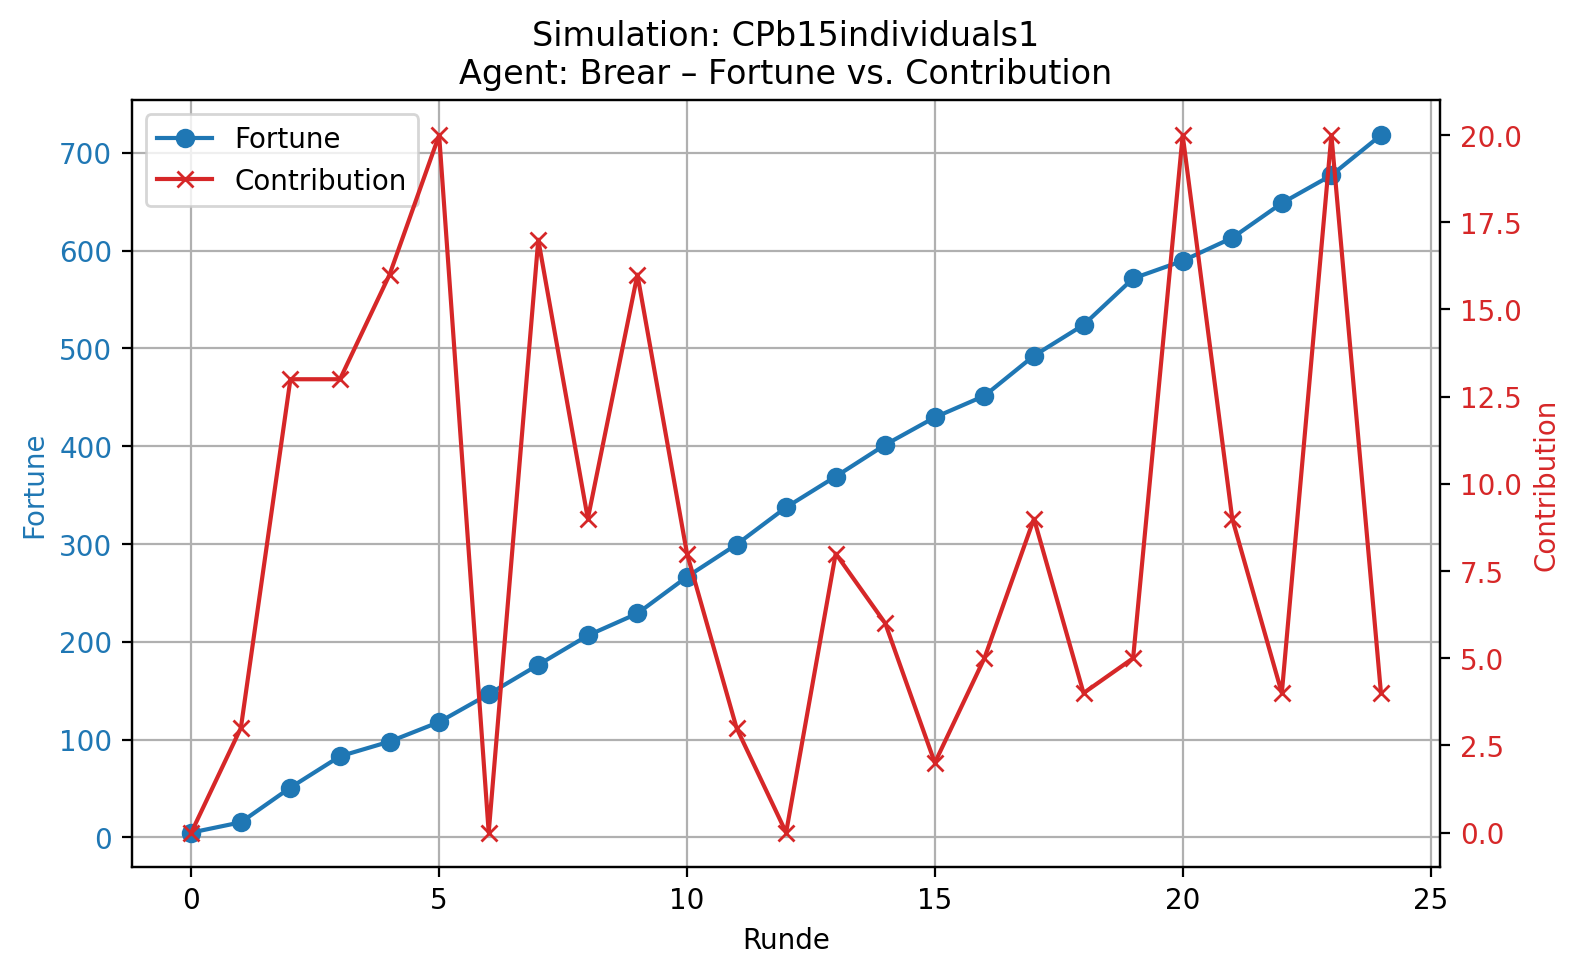 Simulation: CPb15individuals1
Agent: Brear – Fortune vs. Contribution
Fortune
Contribution
700
600
500
400
300
200
100
0
Fortune
20.0
17.5
15.0
12.5
10.0
7.5
5.0
2.5
0.0
Contribution
0 5 10 15 20 25
Runde